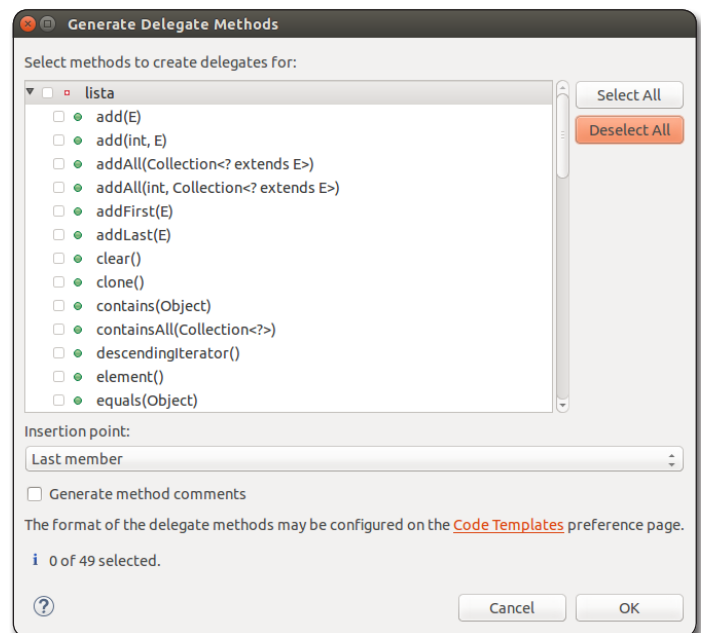 Generate Delegate Methods
Select methods to create delegates for:
lista
add(E)
add(int, E)
addAll(Collection<? extends E>)
addAll(int, Collection<? extends E>)
addFirst(E)
addLast(E)
clear()
clone()
contains(Object)
containsAll(Collection<?>)
descendingIterator()
element()
equals(Object)
Select All
Deselect All
Insertion point:
Last member
Generate method comments
The format of the delegate methods may be configured on the Code Templates preference page.
i 0 of 49 selected.
?
Cancel
OK